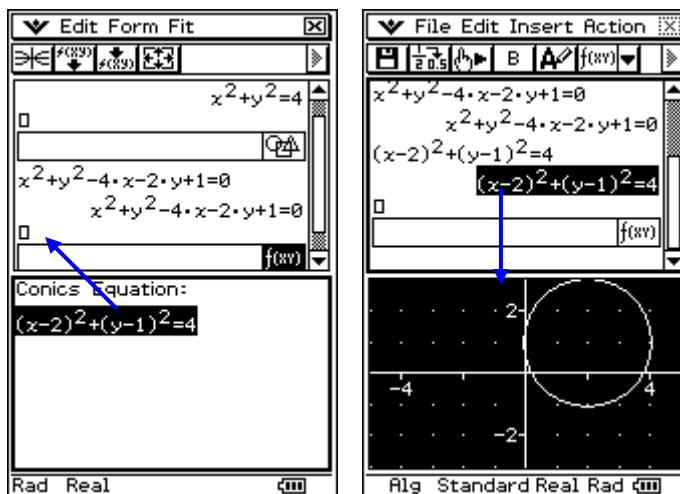 Edit Form Fit
f(xy) f(xy)
x²+y²=4
x²+y²-4·x-2·y+1=0
x²+y²-4·x-2·y+1=0
f(xy)
Conics Equation:
(x-2)²+(y-1)²=4
Rad Real
File Edit Insert Action
B A f(xy)
x²+y²-4·x-2·y+1=0
x²+y²-4·x-2·y+1=0
(x-2)²+(y-1)²=4
(x-2)²+(y-1)²=4
f(xy)
2
-4 4
-2
Alg Standard Real Rad